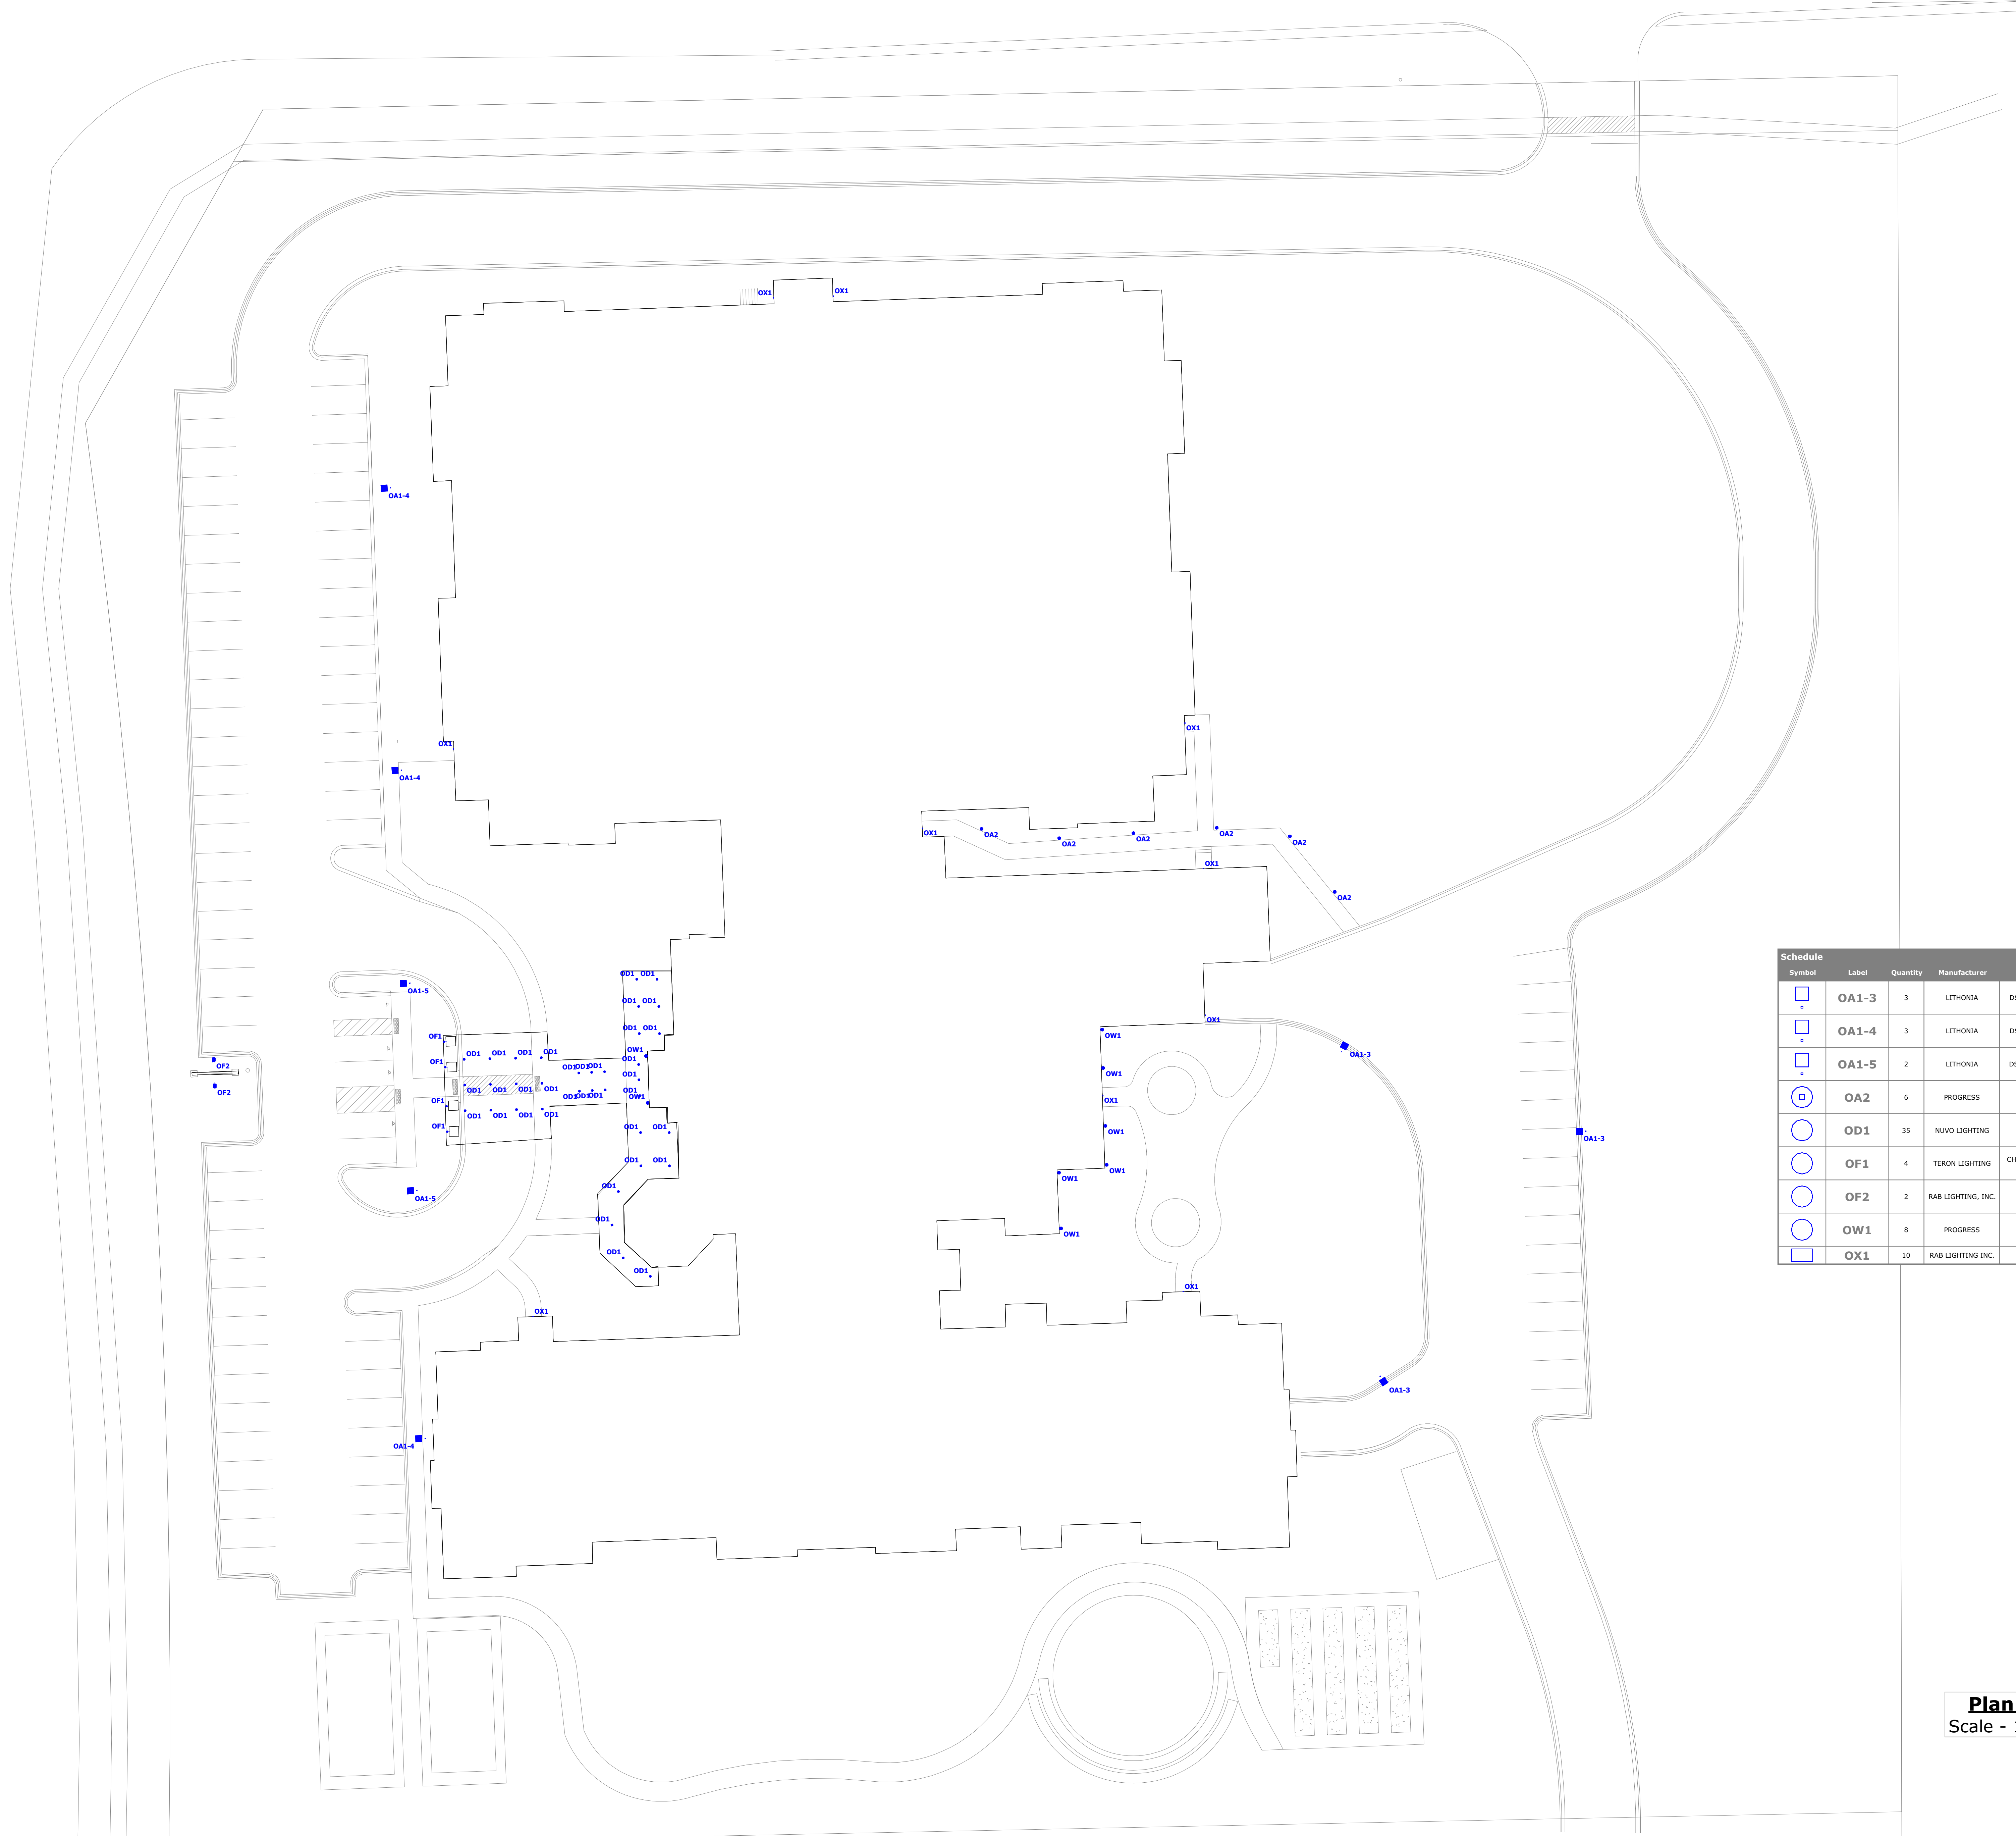 OX1
OX1
OA1-4
OX1
OX1
OA1-4
OX1
OA2
OA2
OA2
OA2
OA2
OX1
OA2
OD1 OD1
OA1-5
OD1 OD1
OX1
OF1
OD1 OD1
OW1
OW1
OD1 OD1 OD1 OD1
OA1-3
OF1
OD1
OF2
OD1 OD1 OD1
OW1
OD1 OD1 OD1 OD1
OD1
OF2
OD1 OD1 OD1
OW1
OF1
OX1
OD1 OD1 OD1 OD1
OF1
OD1 OD1
OW1
OA1-3
OD1 OD1
OW1
OW1
OD1
OA1-5
OD1
OW1
OD1
OD1
OX1
OX1
OA1-3
OA1-4
Schedule
Symbol Label Quantity Manufacturer
OA1-3 3 LITHONIA
OA1-4 3 LITHONIA
OA1-5 2 LITHONIA
OA2 6 PROGRESS
OD1 35 NUVO LIGHTING
OF1 4 TERON LIGHTING
OF2 2 RAB LIGHTING, INC.
OW1 8 PROGRESS
OX1 10 RAB LIGHTING INC.
Plan
Scale -